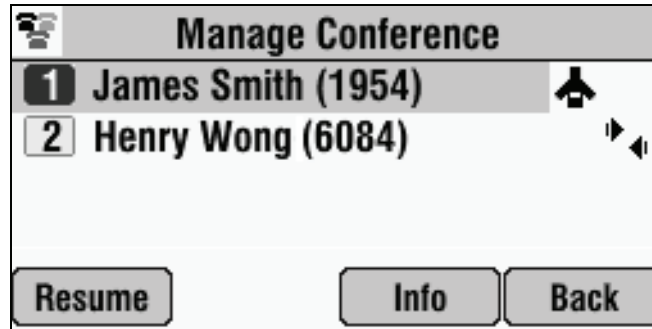 Manage Conference
1 James Smith (1954)
2 Henry Wong (6084)
Resume Info Back